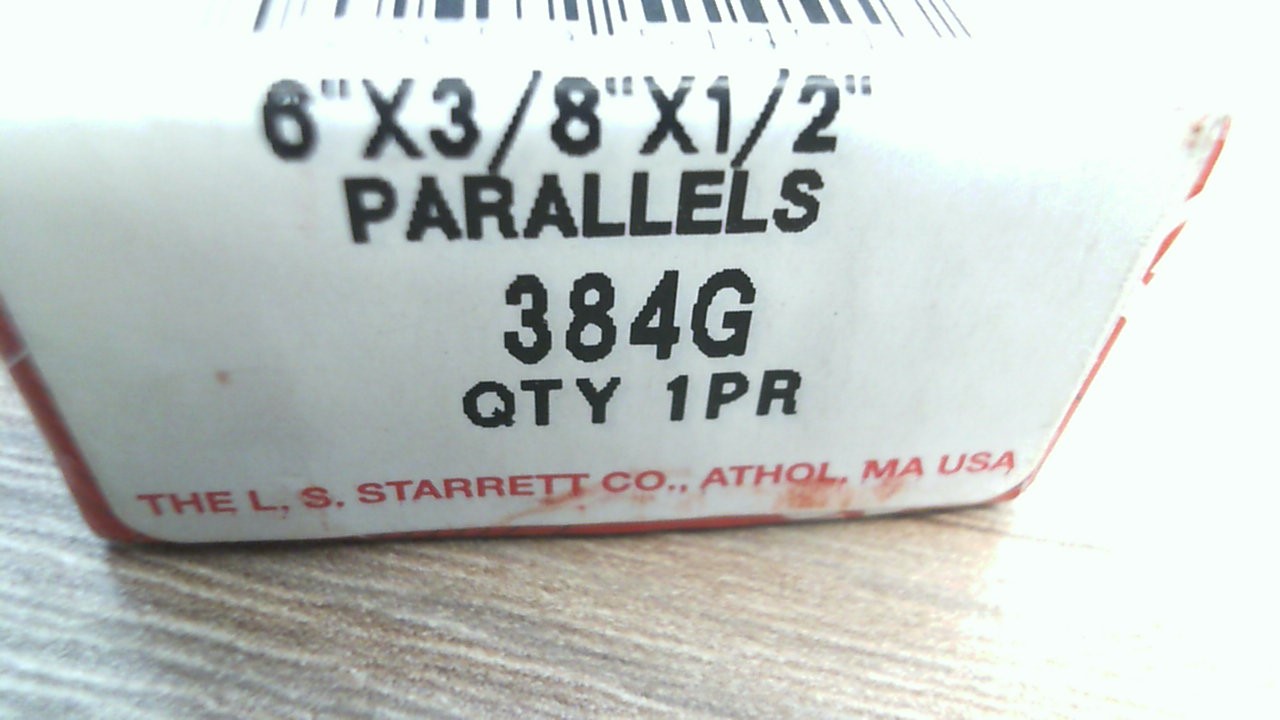 6"X3/8"X1/2"
PARALLELS
384G
QTY 1PR
THE L. S. STARRETT CO., ATHOL, MA USA